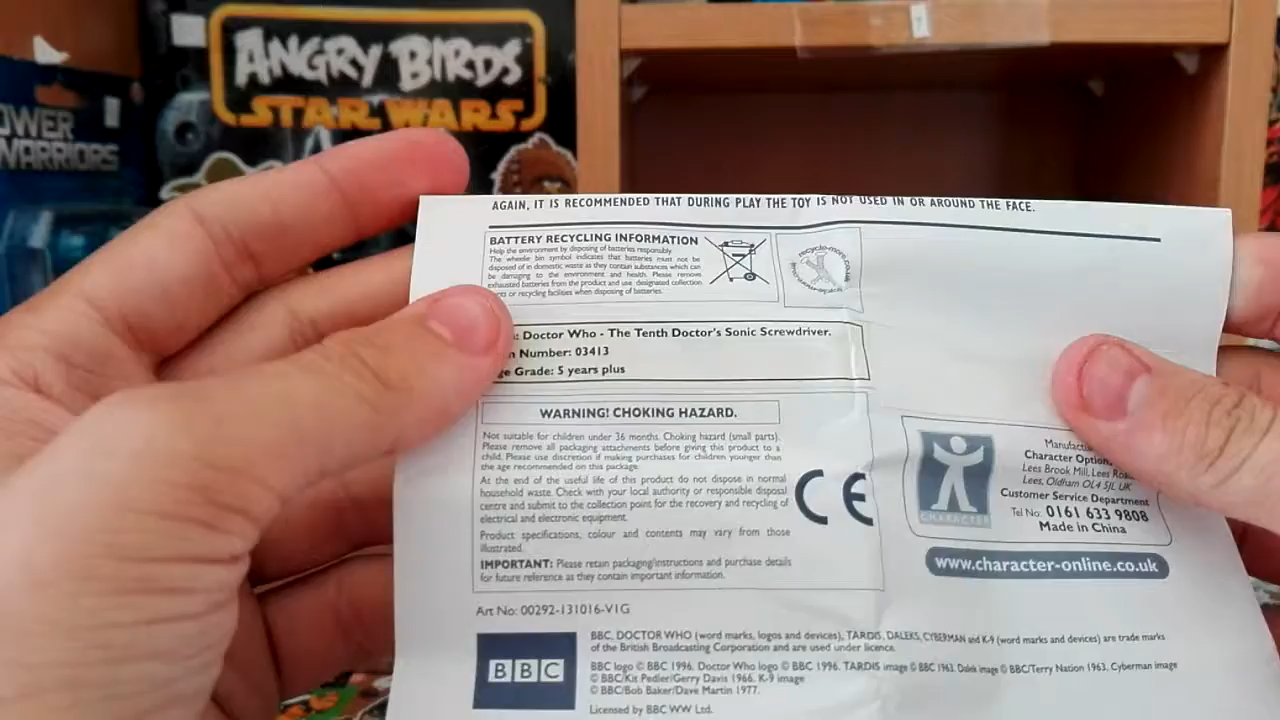 ANGRY BIRDS
STAR WARS
OWER
WARRIORS
AGAIN, IT IS RECOMMENDED THAT DURING PLAY THE TOY IS NOT USED IN OR AROUND THE FACE.
BATTERY RECYCLING INFORMATION
Help the environment by disposing of batteries responsibly.
The wheelie bin symbol indicates that batteries must not be
disposed of in domestic waste as they contain substances which can
be damaging to the environment and health. Please remove
exhausted batteries from the product and use designated collection
or recycling facilities when disposing of batteries.
recycle-more.co.uk
: Doctor Who - The Tenth Doctor's Sonic Screwdriver.
Number: 03413
Grade: 5 years plus
WARNING! CHOKING HAZARD.
Not suitable for children under 36 months. Choking hazard (small parts).
Please remove all packaging attachments before giving this product to a
child. Please use discretion if making purchases for children younger than
the age recommended on this package.
At the end of the useful life of this product do not dispose in normal
household waste. Check with your local authority or responsible disposal
centre and submit to the collection point for the recovery and recycling of
electrical and electronic equipment.
Product specifications, colour and contents may vary from those
illustrated.
IMPORTANT: Please retain packaging/instructions and purchase details
for future reference as they contain important information.
CE
CHARACTER
Character Option
Lees Brook Mill, Lees
Lees, Oldham OL4 5JL UK
Customer Service Department
Tel No: 0161 633 9808
Made in China
www.character-online.co.uk
Art No: 00292-131016-V1G
BBC
BBC, DOCTOR WHO (word marks, logos and devices), TARDIS, DALEKS, CYBERMAN and K-9 (word marks and devices) are trade marks
of the British Broadcasting Corporation and are used under licence.
BBC logo © BBC 1996. Doctor Who logo © BBC 1996. TARDIS image © BBC 1963. Dalek image © BBC/Terry Nation 1963. Cyberman image
© BBC/Kit Pedler/Gerry Davis 1966. K-9 image
© BBC/Bob Baker/Dave Martin 1977.
Licensed by BBC WW Ltd.